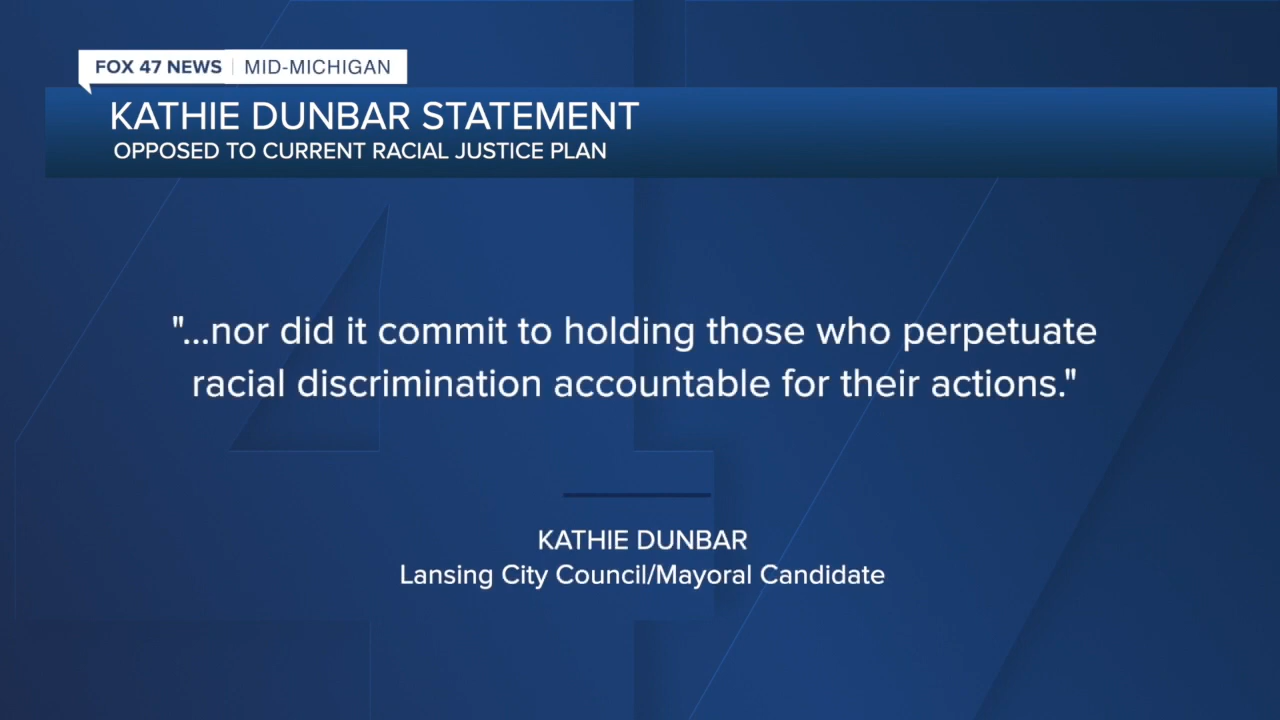 FOX 47 NEWS | MID-MICHIGAN
KATHIE DUNBAR STATEMENT
OPPOSED TO CURRENT RACIAL JUSTICE PLAN
"...nor did it commit to holding those who perpetuate
racial discrimination accountable for their actions."
KATHIE DUNBAR
Lansing City Council/Mayoral Candidate